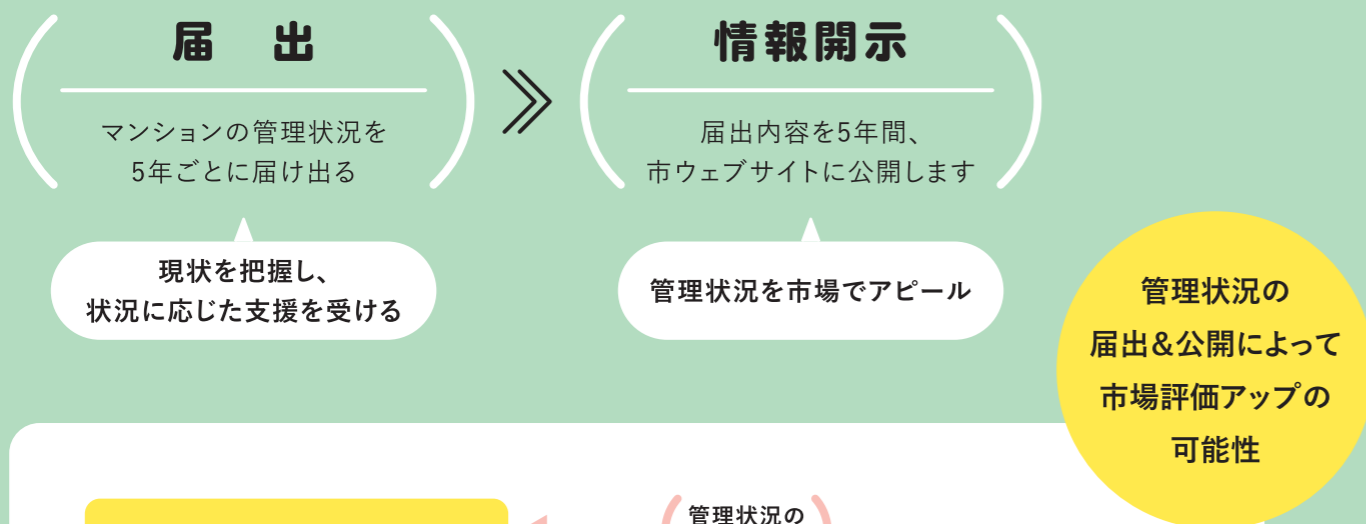 届　出
マンションの管理状況を
5年ごとに届け出る
現状を把握し、
状況に応じた支援を受ける
情報開示
届出内容を5年間、
市ウェブサイトに公開します
管理状況を市場でアピール
管理状況の
届出&公開によって
市場評価アップの
可能性
管理状況の